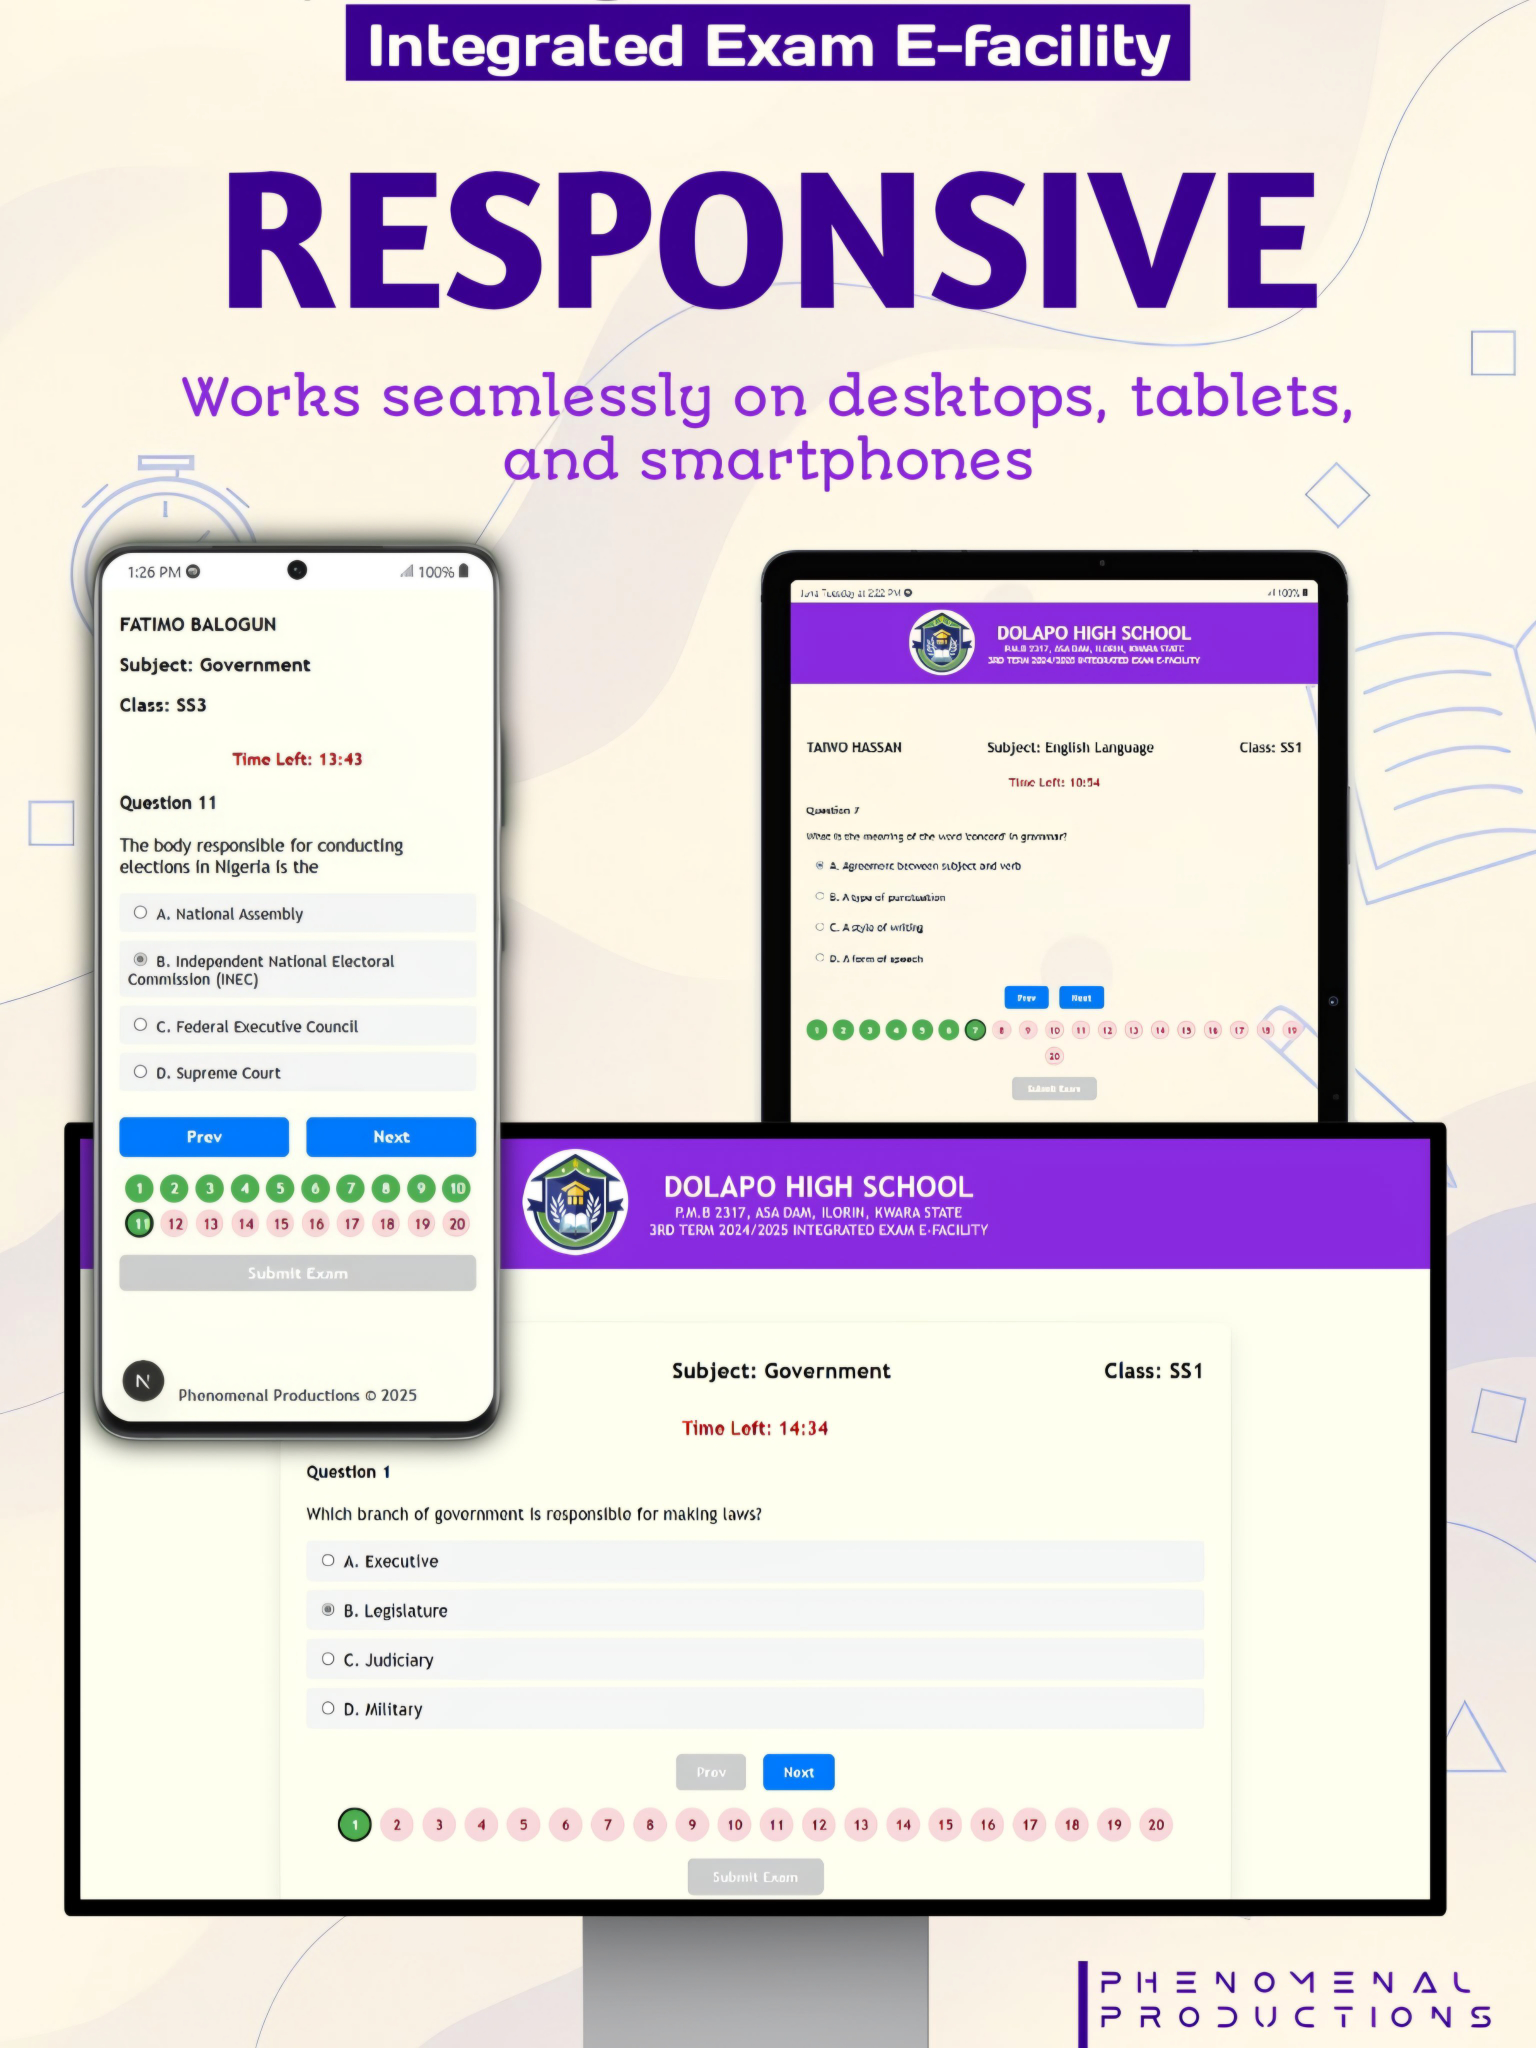 Integrated Exam E-facility
RESPONSIVE
Works seamlessly on desktops, tablets,
and smartphones
1:26 PM
100%
FATIMO BALOGUN
Subject: Government
Class: SS3
Time Left: 13:43
Question 11
The body responsible for conducting
elections in Nigeria is the
A. National Assembly
B. Independent National Electoral
Commission (INEC)
C. Federal Executive Council
D. Supreme Court
Prev Next
1 2 3 4 5 6 7 8 9 10
11 12 13 14 15 16 17 18 19 20
Submit Exam
N
Phenomenal Productions © 2025
Tuesday at 2:22 PM
100%
DOLAPO HIGH SCHOOL
P.M.B 2317, ASA DAM, ILORIN, KWARA STATE
3RD TERM 2024/2025 INTEGRATED EXAM E-FACILITY
TAIWO HASSAN Subject: English Language Class: SS1
Time Left: 10:54
Question 7
What is the meaning of the word 'concord' in grammar?
A. Agreement between subject and verb
B. A type of punctuation
C. A style of writing
D. A form of speech
Prev Next
1 2 3 4 5 6 7 8 9 10 11 12 13 14 15 16 17 18 19
20
Submit Exam
DOLAPO HIGH SCHOOL
P.M.B 2317, ASA DAM, ILORIN, KWARA STATE
3RD TERM 2024/2025 INTEGRATED EXAM E-FACILITY
Subject: Government Class: SS1
Time Left: 14:34
Question 1
Which branch of government is responsible for making laws?
A. Executive
B. Legislature
C. Judiciary
D. Military
Prev Next
1 2 3 4 5 6 7 8 9 10 11 12 13 14 15 16 17 18 19 20
Submit Exam
PHENOMENAL
PRODUCTIONS